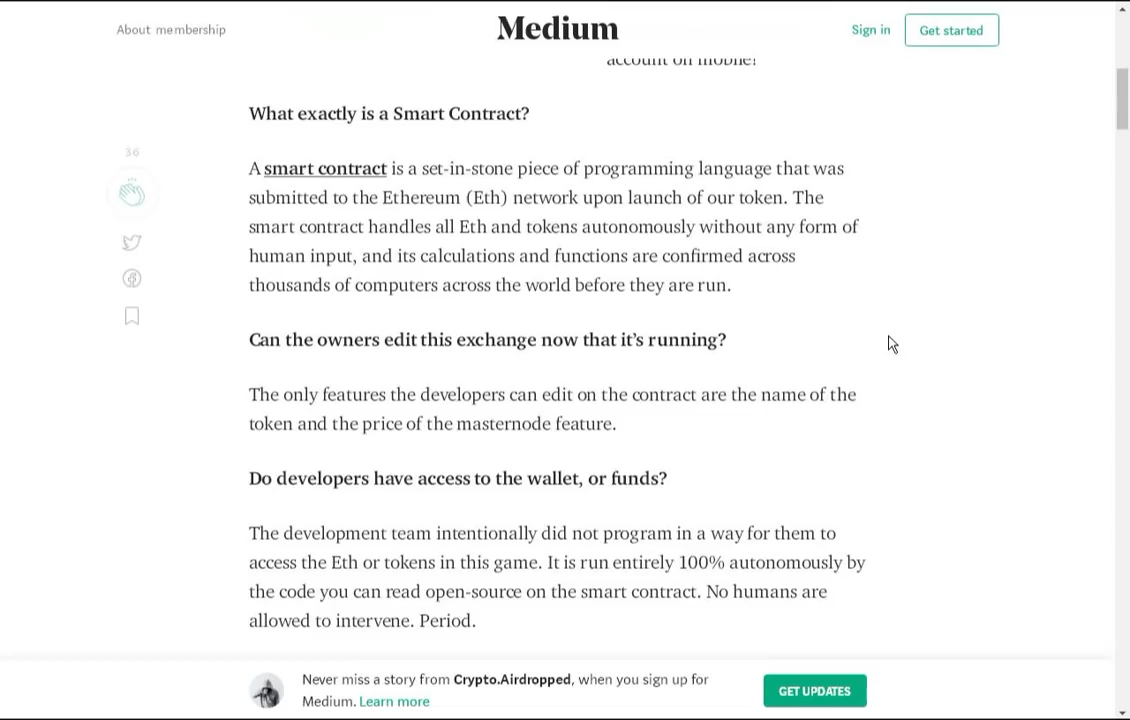 About membership
Medium
Sign in
Get started
account on mobile!
What exactly is a Smart Contract?
36
A smart contract is a set-in-stone piece of programming language that was
submitted to the Ethereum (Eth) network upon launch of our token. The
smart contract handles all Eth and tokens autonomously without any form of
human input, and its calculations and functions are confirmed across
thousands of computers across the world before they are run.
Can the owners edit this exchange now that it's running?
The only features the developers can edit on the contract are the name of the
token and the price of the masternode feature.
Do developers have access to the wallet, or funds?
The development team intentionally did not program in a way for them to
access the Eth or tokens in this game. It is run entirely 100% autonomously by
the code you can read open-source on the smart contract. No humans are
allowed to intervene. Period.
Never miss a story from Crypto.Airdropped, when you sign up for
Medium. Learn more
GET UPDATES